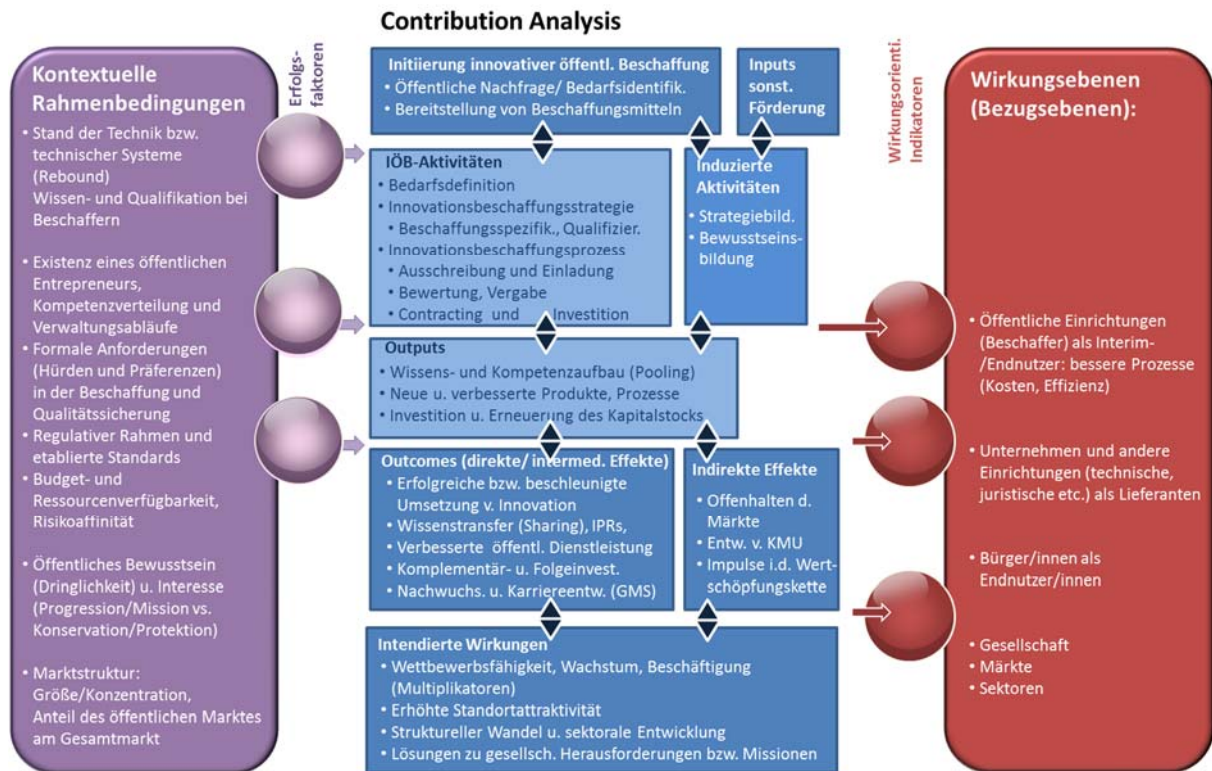 Contribution Analysis
Kontextuelle
Rahmenbedingungen
• Stand der Technik bzw.
technischer Systeme
(Rebound)
Wissen- und Qualifikation bei
Beschaffern
• Existenz eines öffentlichen
Entrepreneurs,
Kompetenzverteilung und
Verwaltungsabläufe
• Formale Anforderungen
(Hürden und Präferenzen)
in der Beschaffung und
Qualitätssicherung
• Regulativer Rahmen und
etablierte Standards
• Budget- und
Ressourcenverfügbarkeit,
Risikoaffinität
• Öffentliches Bewusstsein
(Dringlichkeit) u. Interesse
(Progression/Mission vs.
Konservation/Protektion)
• Marktstruktur:
Größe/Konzentration,
Anteil des öffentlichen Marktes
am Gesamtmarkt
Erfolgs-
faktoren
Initiierung innovativer öffentl. Beschaffung
• Öffentliche Nachfrage/ Bedarfsidentifik.
• Bereitstellung von Beschaffungsmitteln
Inputs
sonst.
Förderung
IÖB-Aktivitäten
• Bedarfsdefinition
• Innovationsbeschaffungsstrategie
• Beschaffungsspezifik., Qualifizier.
• Innovationsbeschaffungsprozess
• Ausschreibung und Einladung
• Bewertung, Vergabe
• Contracting und Investition
Induzierte
Aktivitäten
• Strategiebild.
• Bewusstseins-
bildung
Outputs
• Wissens- und Kompetenzaufbau (Pooling)
• Neue u. verbesserte Produkte, Prozesse
• Investition u. Erneuerung des Kapitalstocks
Outcomes (direkte/ intermed. Effekte)
• Erfolgreiche bzw. beschleunigte
Umsetzung v. Innovation
• Wissenstransfer (Sharing), IPRs,
• Verbesserte öffentl. Dienstleistung
• Komplementär- u. Folgeinvest.
• Nachwuchs. u. Karriereentw. (GMS)
Indirekte Effekte
• Offenhalten d.
Märkte
• Entw. v. KMU
• Impulse i.d. Wert-
schöpfungskette
Intendierte Wirkungen
• Wettbewerbsfähigkeit, Wachstum, Beschäftigung
(Multiplikatoren)
• Erhöhte Standortattraktivität
• Struktureller Wandel u. sektorale Entwicklung
• Lösungen zu gesellsch. Herausforderungen bzw. Missionen
Wirkungsorienti.
Indikatoren
Wirkungsebenen
(Bezugsebenen):
• Öffentliche Einrichtungen
(Beschaffer) als Interim-
/Endnutzer: bessere Prozesse
(Kosten, Effizienz)
• Unternehmen und andere
Einrichtungen (technische,
juristische etc.) als Lieferanten
• Bürger/innen als
Endnutzer/innen
• Gesellschaft
• Märkte
• Sektoren